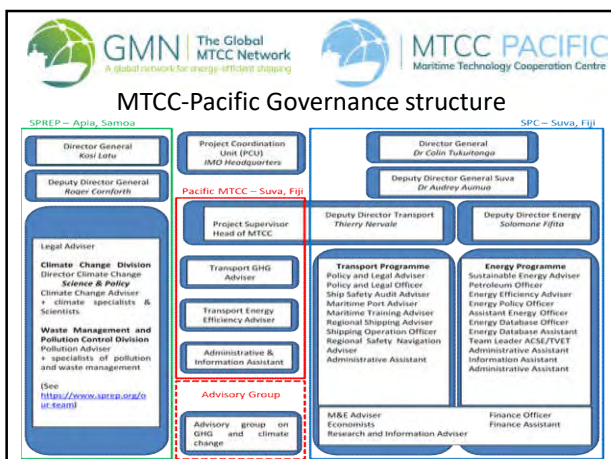 GMN
The Global
MTCC Network
A global network for energy-efficient shipping
MTCC PACIFIC
Maritime Technology Cooperation Centre
MTCC-Pacific Governance structure
SPREP – Apia, Samoa
Director General
Kosi Latu
Deputy Director General
Roger Cornforth
Legal Adviser
Climate Change Division
Director Climate Change
Science & Policy
Climate Change Adviser
+ climate specialists &
Scientists
Waste Management and
Pollution Control Division
Pollution Adviser
+ specialists of pollution
and waste management
(See
https://www.sprep.org/o
ur-team)
Project Coordination
Unit (PCU)
IMO Headquarters
Pacific MTCC – Suva, Fiji
Project Supervisor
Head of MTCC
Transport GHG
Adviser
Transport Energy
Efficiency Adviser
Administrative &
Information Assistant
Advisory Group
Advisory group on
GHG and climate
change
SPC – Suva, Fiji
Director General
Dr Colin Tukuitonga
Deputy Director General Suva
Dr Audrey Aumua
Deputy Director Transport
Thierry Nervale
Deputy Director Energy
Solomone Fifita
Transport Programme
Policy and Legal Adviser
Policy and Legal Officer
Ship Safety Audit Adviser
Maritime Port Adviser
Maritime Training Adviser
Regional Shipping Adviser
Shipping Operation Officer
Regional Safety Navigation
Adviser
Administrative Assistant
Energy Programme
Sustainable Energy Adviser
Petroleum Officer
Energy Efficiency Adviser
Energy Policy Officer
Assistant Energy Officer
Energy Database Officer
Energy Database Assistant
Team Leader ACSE/TVET
Administrative Assistant
Information Assistant
Administrative Assistant
M&E Adviser
Economists
Research and Information Adviser
Finance Officer
Finance Assistant